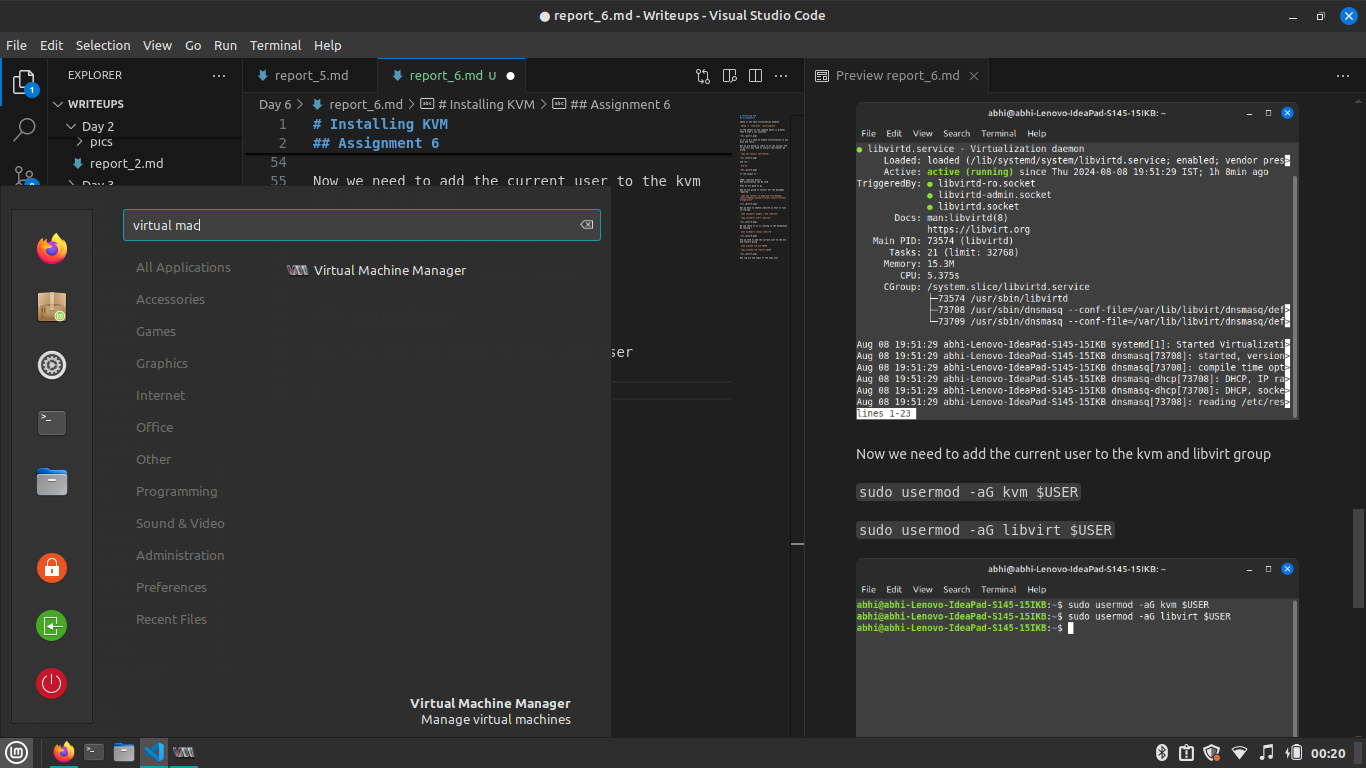 report_6.md - Writeups - Visual Studio Code
File Edit Selection View Go Run Terminal Help
1
EXPLORER
WRITEUPS
Day 2
pics
report_2.md
report_5.md
report_6.md U
Day 6 > report_6.md > # Installing KVM > ## Assignment 6
1 # Installing KVM
2 ## Assignment 6
54
55 Now we need to add the current user to the kvm
ser
virtual mac
All Applications
Accessories
Games
Graphics
Internet
Office
Other
Programming
Sound & Video
Administration
Preferences
Recent Files
Virtual Machine Manager
Virtual Machine Manager
Manage virtual machines
Preview report_6.md
abhi@abhi-Lenovo-IdeaPad-S145-15IKB: ~
File Edit View Search Terminal Help
● libvirtd.service - Virtualization daemon
Loaded: loaded (/lib/systemd/system/libvirtd.service; enabled; vendor pres>
Active: active (running) since Thu 2024-08-08 19:51:29 IST; 1h 8min ago
TriggeredBy: ● libvirtd-ro.socket
● libvirtd-admin.socket
● libvirtd.socket
Docs: man:libvirtd(8)
https://libvirt.org
Main PID: 73574 (libvirtd)
Tasks: 21 (limit: 32768)
Memory: 15.3M
CPU: 5.375s
CGroup: /system.slice/libvirtd.service
├─73574 /usr/sbin/libvirtd
├─73708 /usr/sbin/dnsmasq --conf-file=/var/lib/libvirt/dnsmasq/def>
└─73709 /usr/sbin/dnsmasq --conf-file=/var/lib/libvirt/dnsmasq/def>
Aug 08 19:51:29 abhi-Lenovo-IdeaPad-S145-15IKB systemd[1]: Started Virtualizati>
Aug 08 19:51:29 abhi-Lenovo-IdeaPad-S145-15IKB dnsmasq[73708]: started, version>
Aug 08 19:51:29 abhi-Lenovo-IdeaPad-S145-15IKB dnsmasq[73708]: compile time opt>
Aug 08 19:51:29 abhi-Lenovo-IdeaPad-S145-15IKB dnsmasq-dhcp[73708]: DHCP, IP ra>
Aug 08 19:51:29 abhi-Lenovo-IdeaPad-S145-15IKB dnsmasq-dhcp[73708]: DHCP, socke>
Aug 08 19:51:29 abhi-Lenovo-IdeaPad-S145-15IKB dnsmasq[73708]: reading /etc/res>
lines 1-23
Now we need to add the current user to the kvm and libvirt group
sudo usermod -aG kvm $USER
sudo usermod -aG libvirt $USER
abhi@abhi-Lenovo-IdeaPad-S145-15IKB: ~
File Edit View Search Terminal Help
abhi@abhi-Lenovo-IdeaPad-S145-15IKB:~$ sudo usermod -aG kvm $USER
abhi@abhi-Lenovo-IdeaPad-S145-15IKB:~$ sudo usermod -aG libvirt $USER
abhi@abhi-Lenovo-IdeaPad-S145-15IKB:~$
00:20